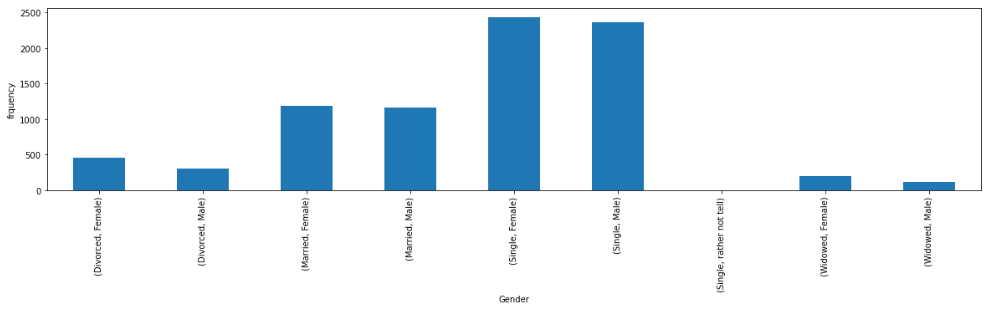 2500
2000
1500
1000
500
0
frquency
(Divorced, Female)
(Divorced, Male)
(Married, Female)
(Married, Male)
(Single, Female)
(Single, Male)
(Single, rather not tell)
(Widowed, Female)
(Widowed, Male)
Gender